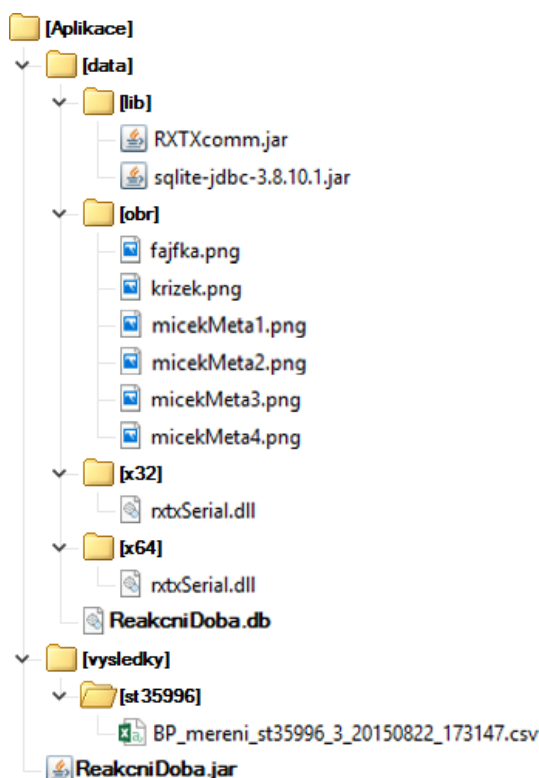 [Aplikace]
[data]
[lib]
RXTXcomm.jar
sqlite-jdbc-3.8.10.1.jar
[obr]
fajfka.png
krizek.png
micekMeta1.png
micekMeta2.png
micekMeta3.png
micekMeta4.png
[x32]
rxtxSerial.dll
[x64]
rxtxSerial.dll
ReakcniDoba.db
[vysledky]
[st35996]
BP_mereni_st35996_3_20150822_173147.csv
ReakcniDoba.jar